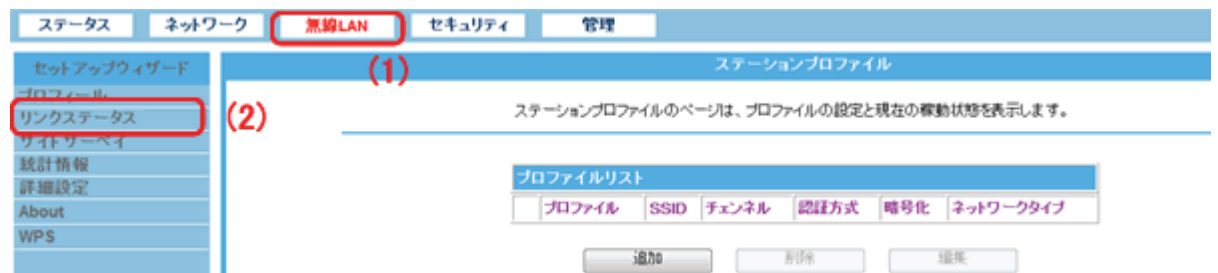 ステータス ネットワーク 無線LAN セキュリティ 管理
(1)
セットアップウィザード
プロフィール
リンクステータス
(2)
サイトサーベイ
統計情報
詳細設定
About
WPS
ステーションプロファイル
ステーションプロファイルのページは、プロファイルの設定と現在の稼動状態を表示します。
プロファイルリスト
プロファイル SSID チェンネル 認証方式 暗号化 ネットワークタイプ
追加 削除 編集